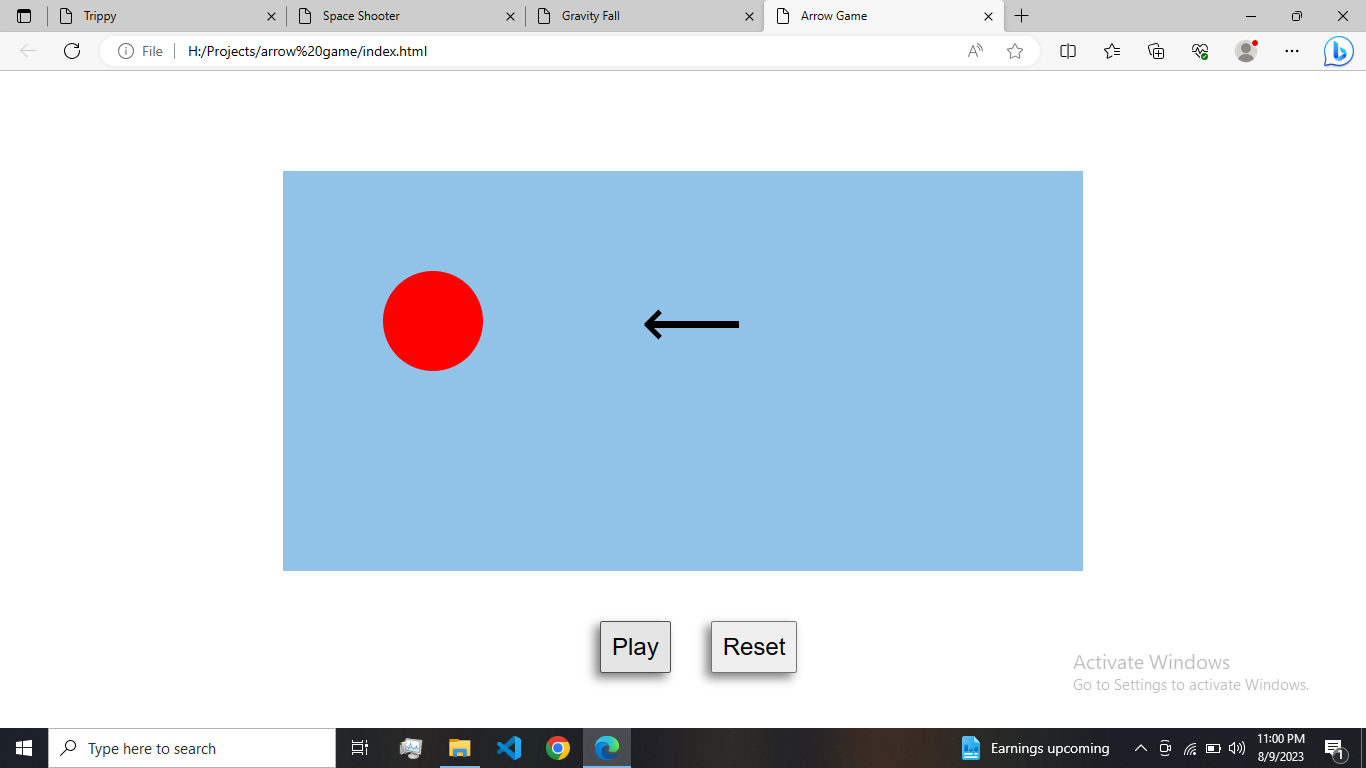 Trippy
Space Shooter
Gravity Fall
Arrow Game
File
H:/Projects/arrow%20game/index.html
Play
Reset
Activate Windows
Go to Settings to activate Windows.
Type here to search
Earnings upcoming
11:00 PM
8/9/2023
1